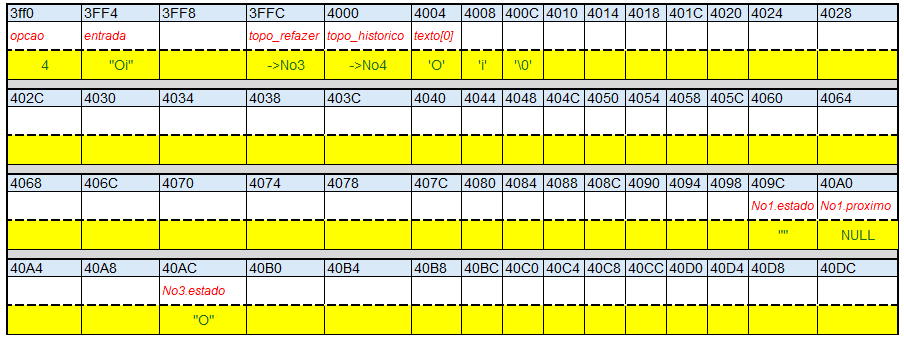 3ff0 3FF4 3FF8 3FFC 4000 4004 4008 400C 4010 4014 4018 401C 4020 4024 4028
opcao entrada topo_refazer topo_historico texto[0]
4 "Oi" ->No3 ->No4 'O' 'i' '\0'
402C 4030 4034 4038 403C 4040 4044 4048 404C 4050 4054 4058 405C 4060 4064
4068 406C 4070 4074 4078 407C 4080 4084 4088 408C 4090 4094 4098 409C 40A0
No1.estado No1.proximo
"" NULL
40A4 40A8 40AC 40B0 40B4 40B8 40BC 40C0 40C4 40C8 40CC 40D0 40D4 40D8 40DC
No3.estado
"O"